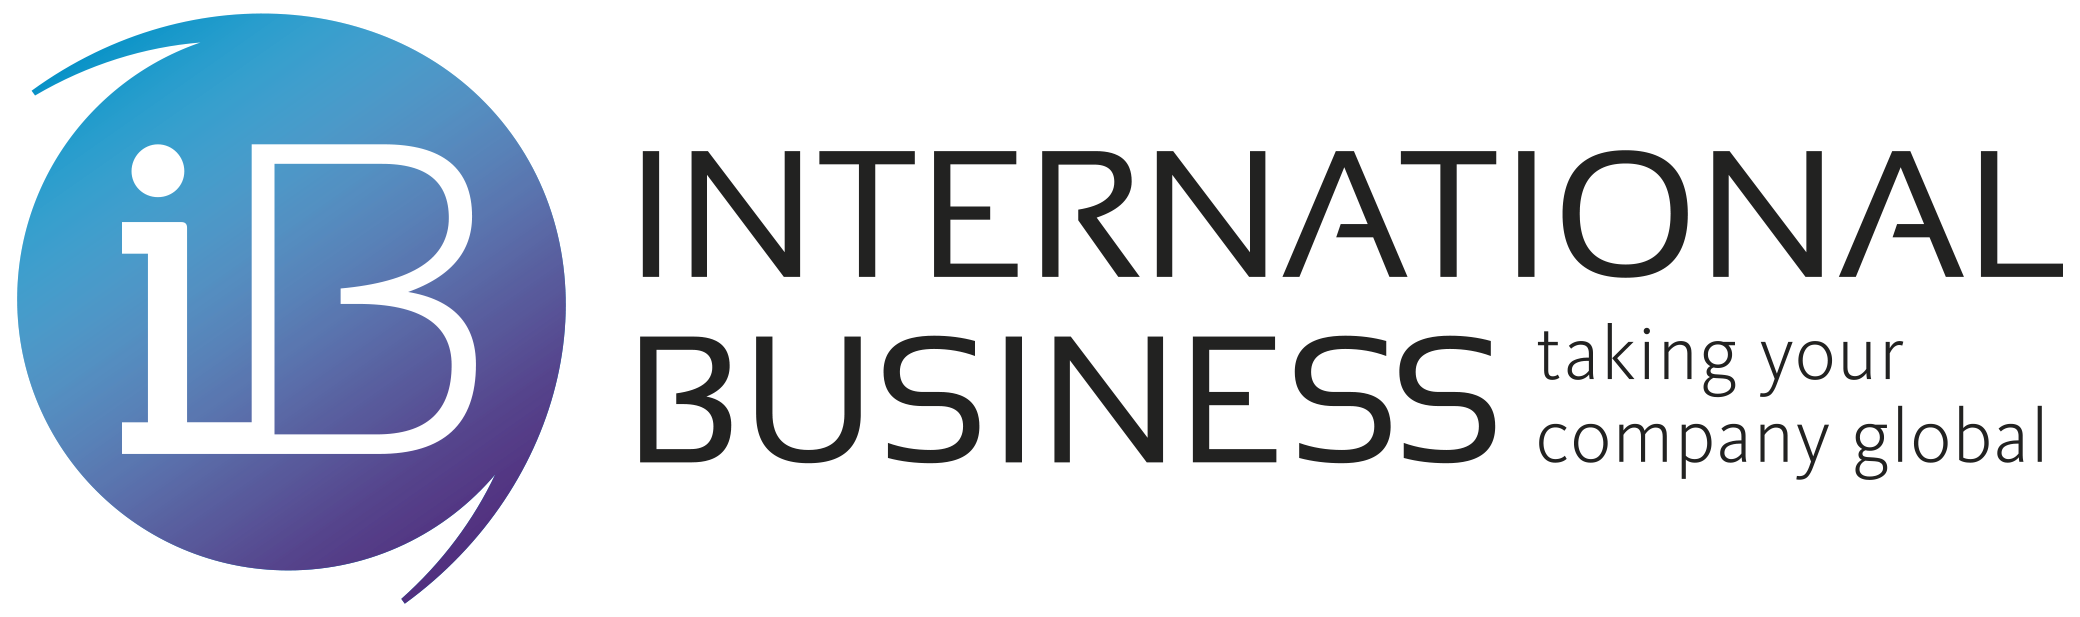 iB
INTERNATIONAL
BUSINESS
taking your
company global